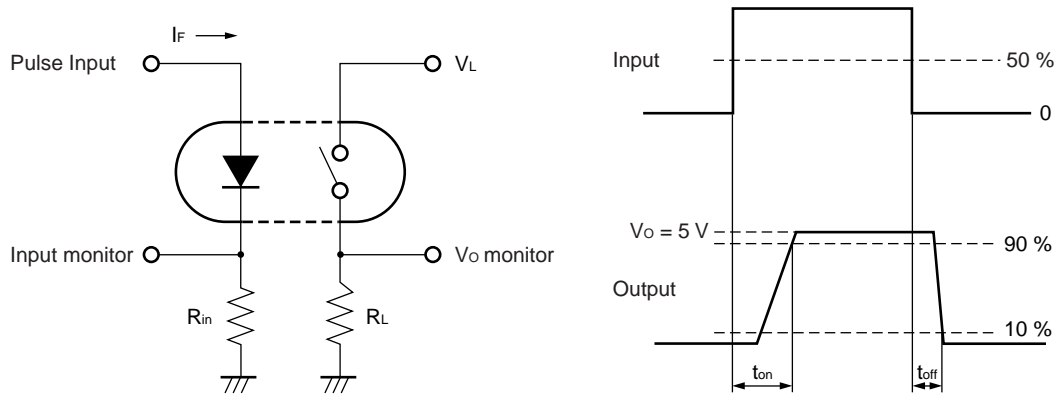 IF
Pulse Input
VL
Input monitor
VO monitor
Rin
RL
Input
50 %
0
VO = 5 V
90 %
Output
10 %
ton
toff